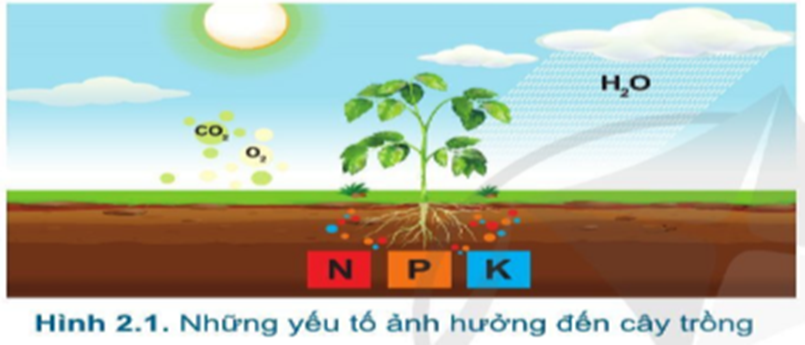 H₂O
CO₂
O₂
N P K
Hình 2.1. Những yếu tố ảnh hưởng đến cây trồng